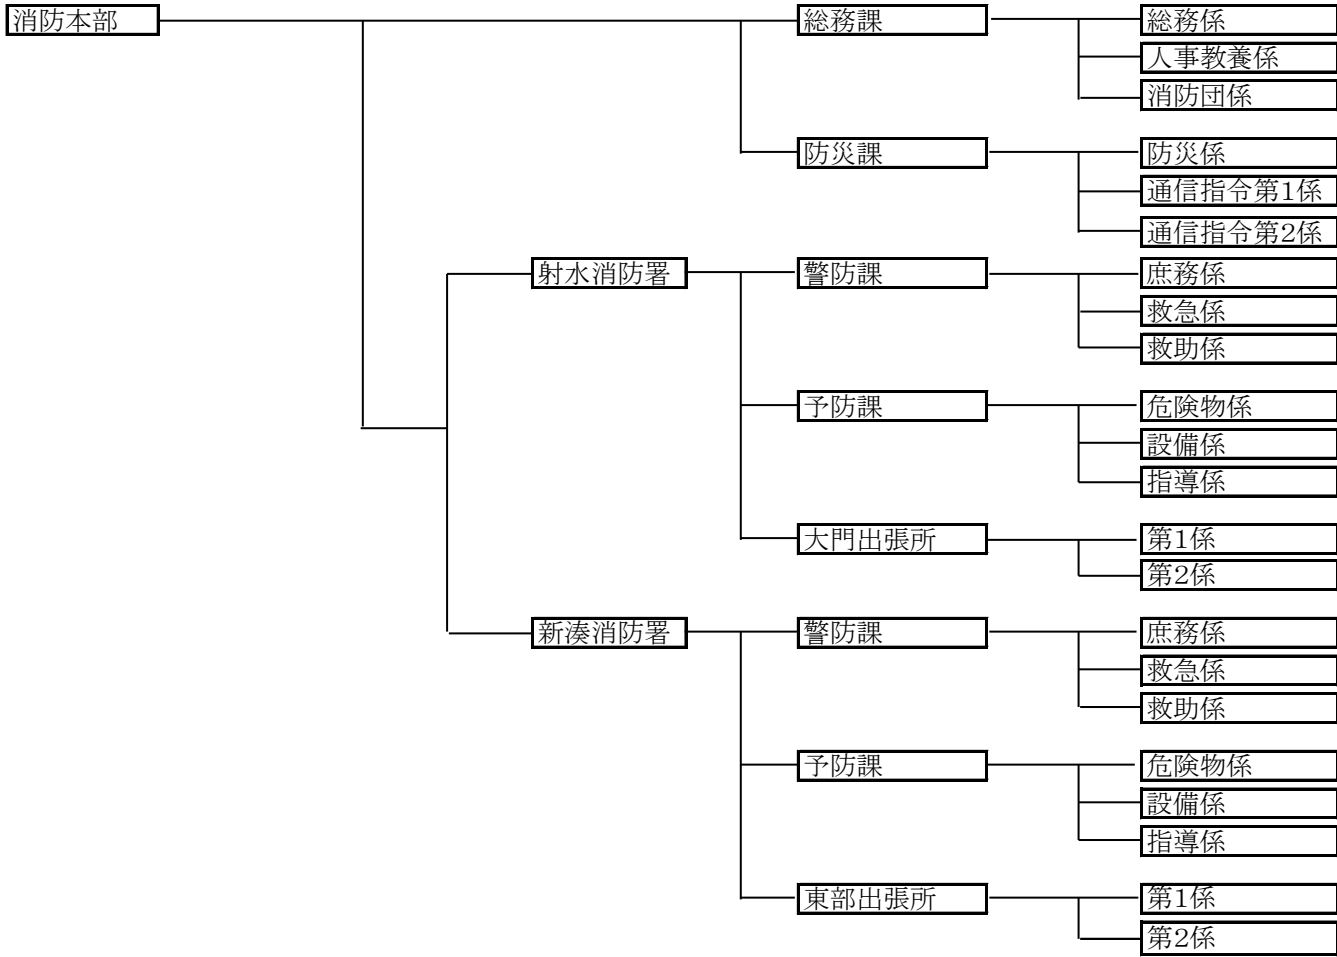 消防本部
総務課
総務係
人事教養係
消防団係
防災課
防災係
通信指令第1係
通信指令第2係
射水消防署
警防課
庶務係
救急係
救助係
予防課
危険物係
設備係
指導係
大門出張所
第1係
第2係
新湊消防署
警防課
庶務係
救急係
救助係
予防課
危険物係
設備係
指導係
東部出張所
第1係
第2係